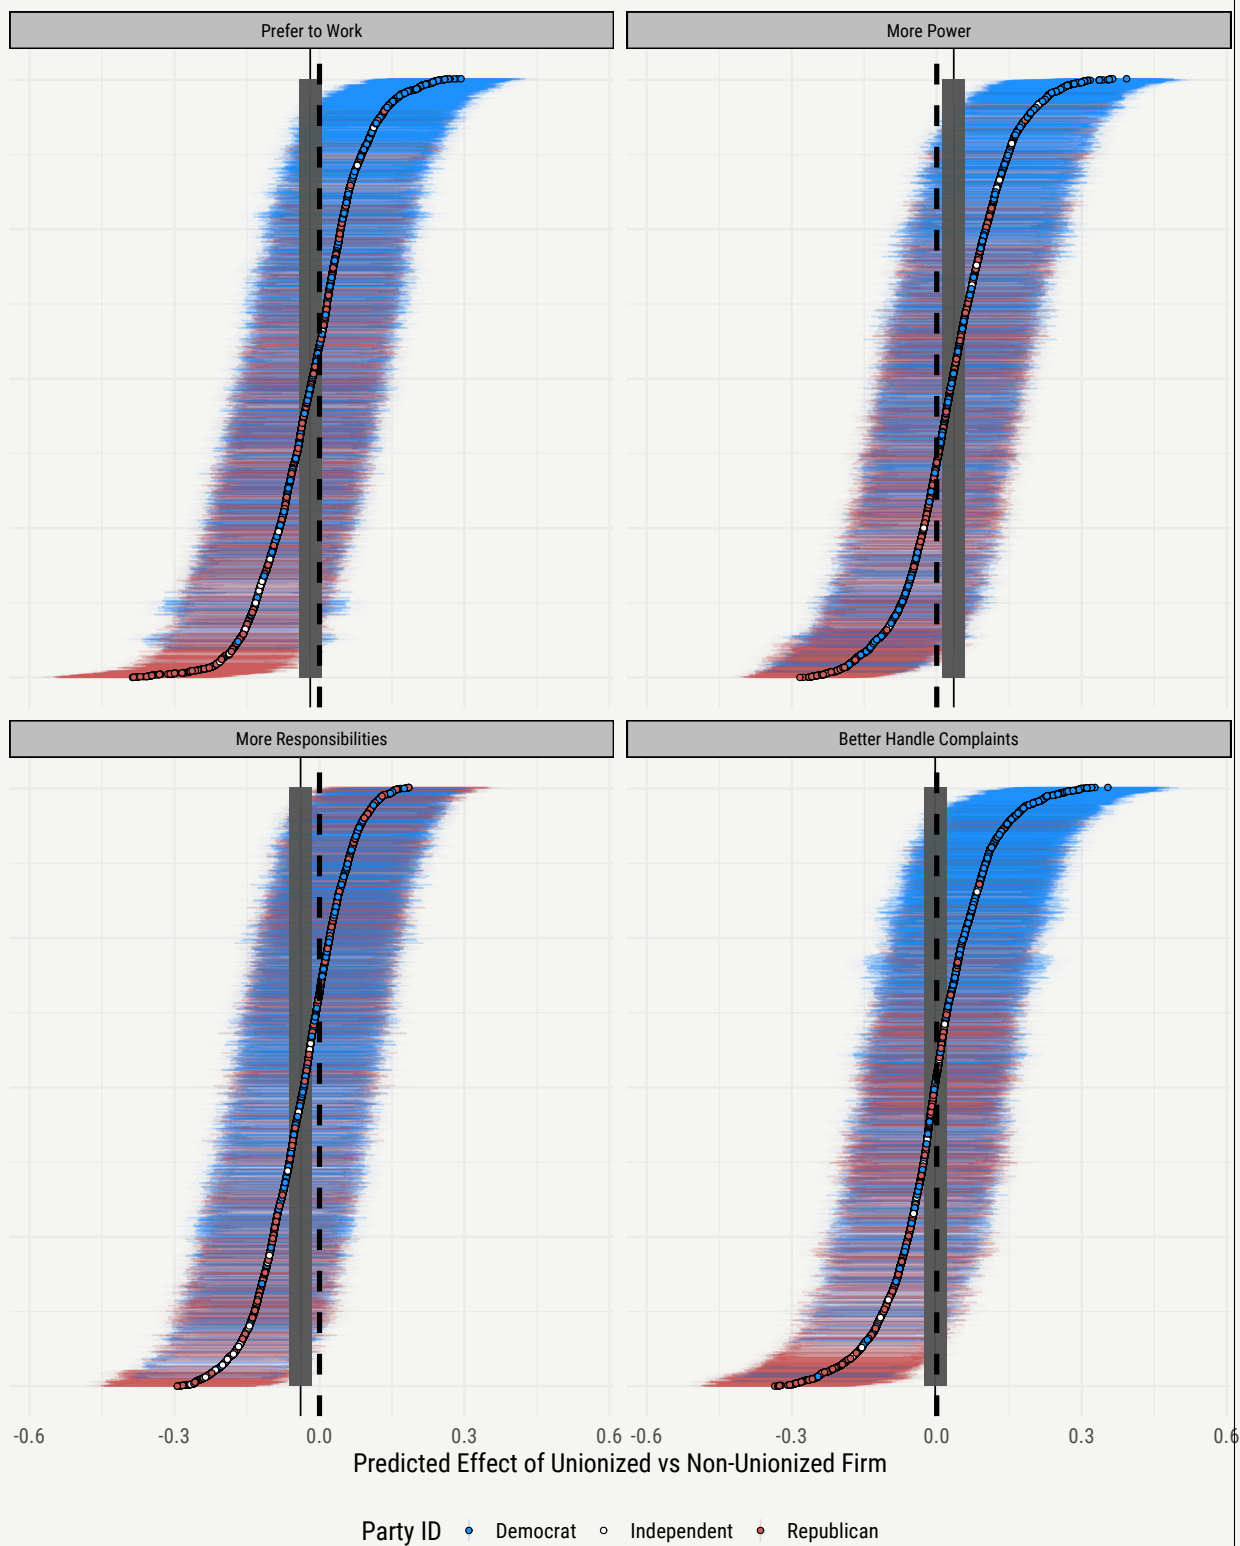 Prefer to Work
More Power
More Responsibilities
Better Handle Complaints
-0.6 -0.3 0.0 0.3 0.6 -0.6 -0.3 0.0 0.3 0.6
Predicted Effect of Unionized vs Non-Unionized Firm
Party ID Democrat Independent Republican